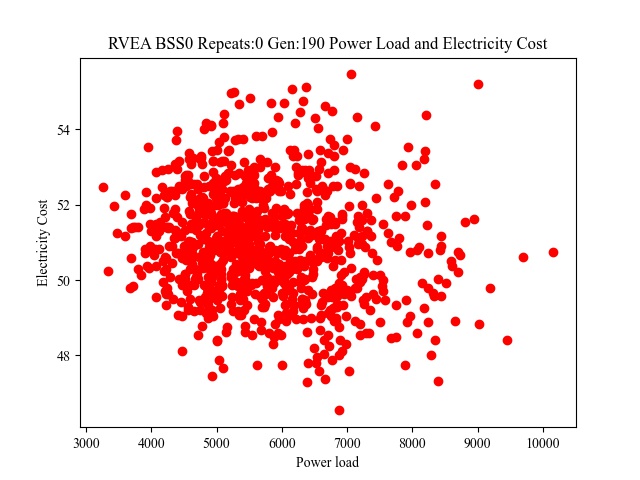 RVEA BSS0 Repeats:0 Gen:190 Power Load and Electricity Cost
54
52
50
48
Electricity Cost
3000 4000 5000 6000 7000 8000 9000 10000
Power load